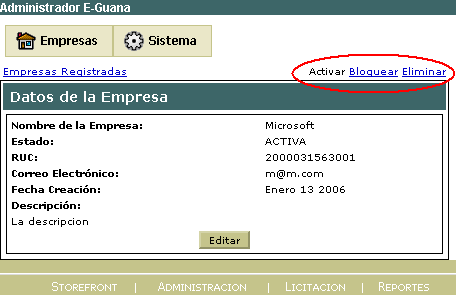 Administrador E-Guana
Empresas Sistema
Empresas Registradas Activar Bloquear Eliminar
Datos de la Empresa
Nombre de la Empresa: Microsoft
Estado: ACTIVA
RUC: 2000031563001
Correo Electrónico: m@m.com
Fecha Creación: Enero 13 2006
Descripción:
La descripcion
Editar
STOREFRONT | ADMINISTRACION | LICITACION | REPORTES